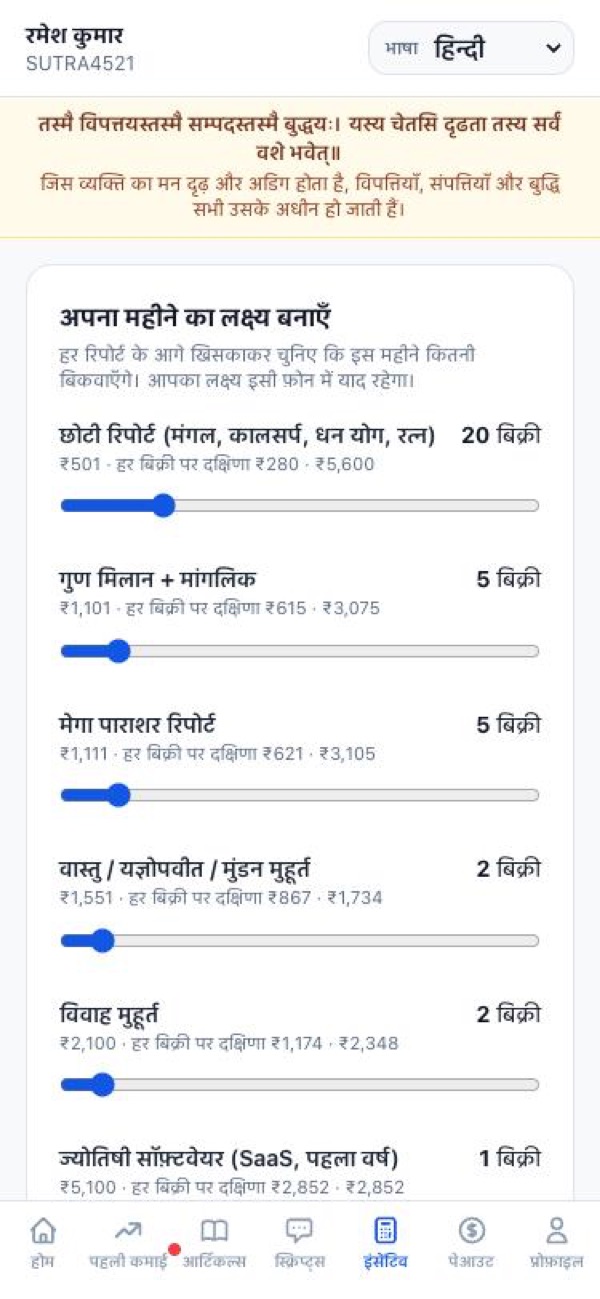 रमेश कुमार
SUTRA4521
भाषा हिन्दी
तस्मै विपत्तयस्तस्मै सम्पदस्तस्मै बुद्धयः। यस्य चेतसि दृढता तस्य सर्वं
वशे भवेत्॥
जिस व्यक्ति का मन दृढ़ और अडिग होता है, विपत्तियाँ, संपत्तियाँ और बुद्धि
सभी उसके अधीन हो जाती हैं।
अपना महीने का लक्ष्य बनाएँ
हर रिपोर्ट के आगे खिसकाकर चुनिए कि इस महीने कितनी
बिकवाएँगे। आपका लक्ष्य इसी फ़ोन में याद रहेगा।
छोटी रिपोर्ट (मंगल, कालसर्प, धन योग, रत्न) 20 बिक्री
₹501 · हर बिक्री पर दक्षिणा ₹280 · ₹5,600
गुण मिलान + मांगलिक 5 बिक्री
₹1,101 · हर बिक्री पर दक्षिणा ₹615 · ₹3,075
मेगा पाराशर रिपोर्ट 5 बिक्री
₹1,111 · हर बिक्री पर दक्षिणा ₹621 · ₹3,105
वास्तु / यज्ञोपवीत / मुंडन मुहूर्त 2 बिक्री
₹1,551 · हर बिक्री पर दक्षिणा ₹867 · ₹1,734
विवाह मुहूर्त 2 बिक्री
₹2,100 · हर बिक्री पर दक्षिणा ₹1,174 · ₹2,348
ज्योतिषी सॉफ़्टवेयर (SaaS, पहला वर्ष) 1 बिक्री
₹5,100 · हर बिक्री पर दक्षिणा ₹2,852 · ₹2,852
होम पहली कमाई आर्टिकल्स स्क्रिप्ट्स इंसेंटिव पेआउट प्रोफ़ाइल